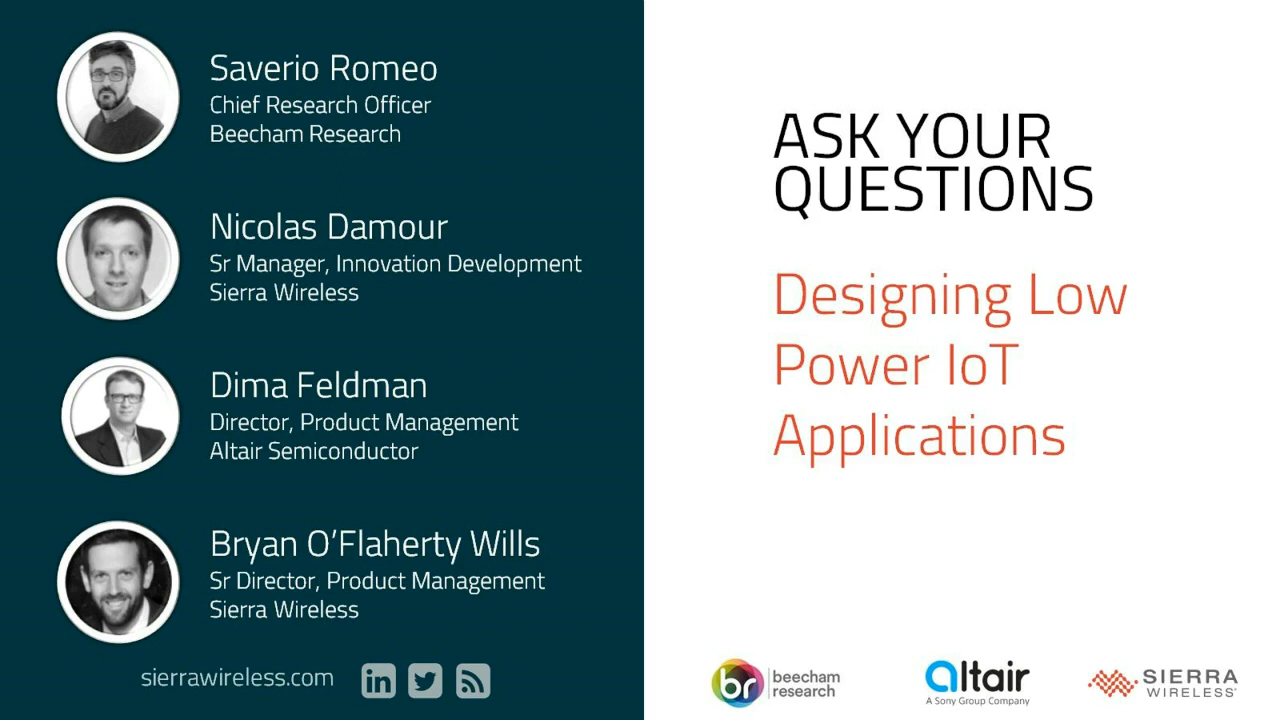 Saverio Romeo
Chief Research Officer
Beecham Research
Nicolas Damour
Sr Manager, Innovation Development
Sierra Wireless
Dima Feldman
Director, Product Management
Altair Semiconductor
Bryan O’Flaherty Wills
Sr Director, Product Management
Sierra Wireless
sierrawireless.com
in
ASK YOUR
QUESTIONS
Designing Low
Power IoT
Applications
br
beecham
research
altair
A Sony Group Company
SIERRA
WIRELESS